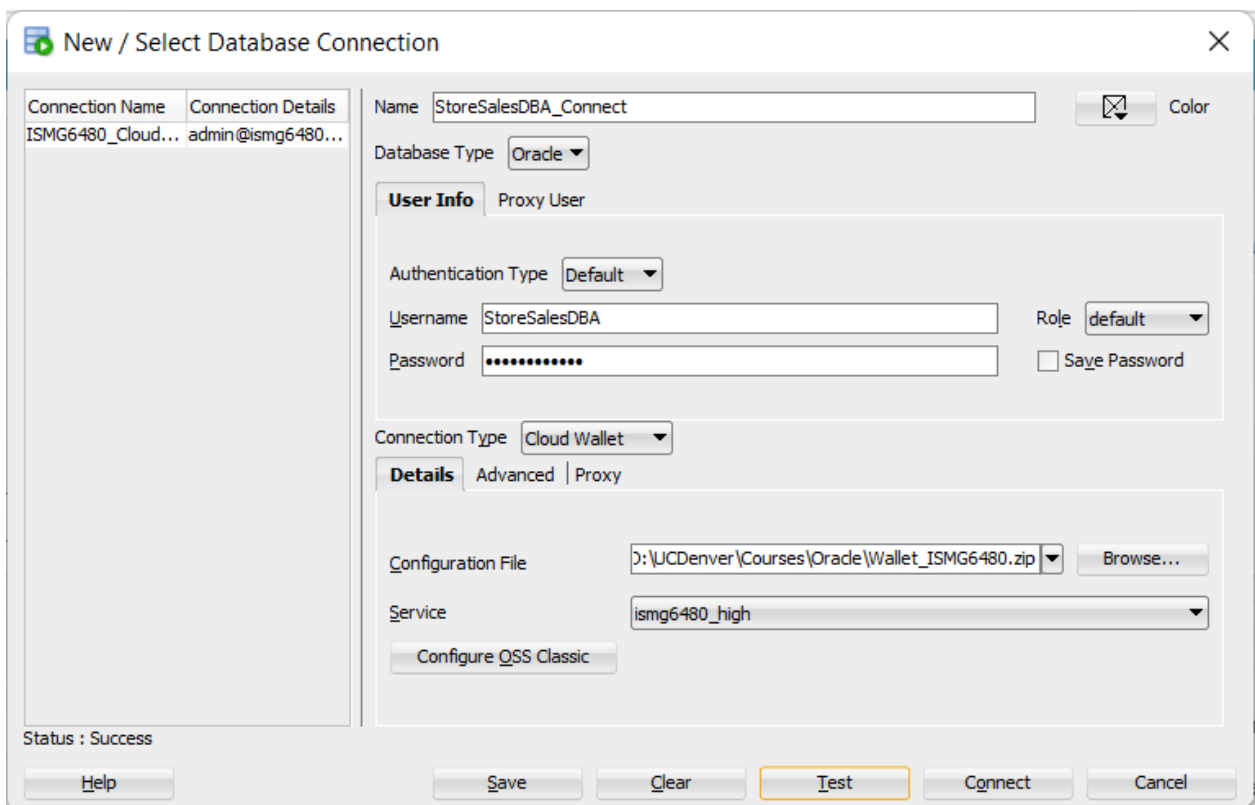 New / Select Database Connection
Connection Name Connection Details
ISMG6480_Cloud... admin@ismg6480...
Name StoreSalesDBA_Connect Color
Database Type Oracle
User Info Proxy User
Authentication Type Default
Username StoreSalesDBA Role default
Password •••••••••••• Save Password
Connection Type Cloud Wallet
Details Advanced Proxy
Configuration File D:\UCDenver\Courses\Oracle\Wallet_ISMG6480.zip Browse...
Service ismg6480_high
Configure OSS Classic
Status : Success
Help Save Clear Test Connect Cancel